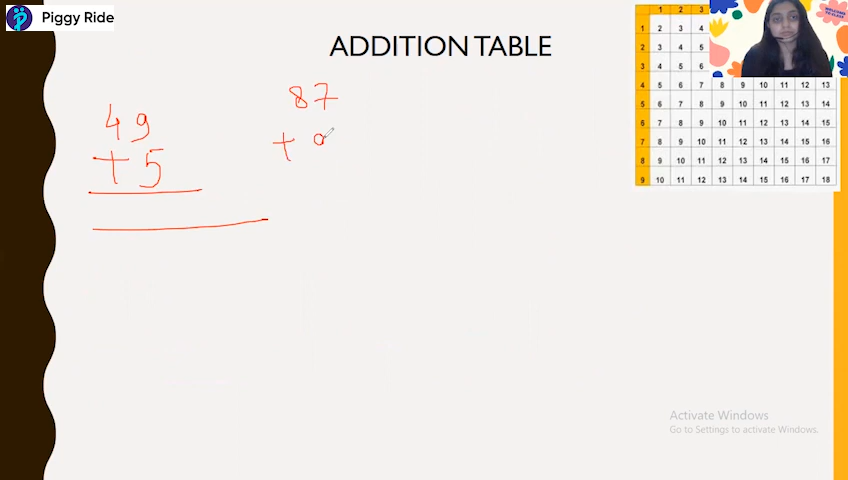 Piggy Ride
ADDITION TABLE
49
+ 5
87
+
1 2 3
1 2 3 4
2 3 4 5
3 4 5 6
4 5 6 7 8 9 10 11 12 13
5 6 7 8 9 10 11 12 13 14
6 7 8 9 10 11 12 13 14 15
7 8 9 10 11 12 13 14 15 16
8 9 10 11 12 13 14 15 16 17
9 10 11 12 13 14 15 16 17 18
WELCOME TO CLASS
Activate Windows
Go to Settings to activate Windows.